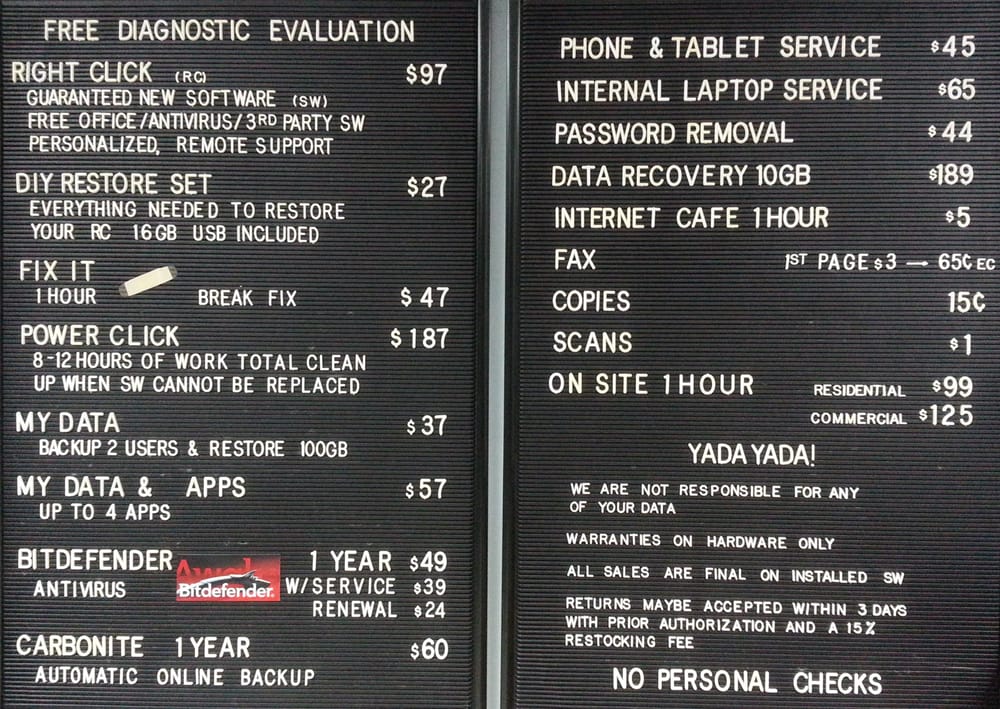 FREE DIAGNOSTIC EVALUATION
RIGHT CLICK (RC) $97
GUARANTEED NEW SOFTWARE (SW)
FREE OFFICE/ANTIVIRUS/3RD PARTY SW
PERSONALIZED, REMOTE SUPPORT
DIY RESTORE SET $27
EVERYTHING NEEDED TO RESTORE
YOUR RC 16GB USB INCLUDED
FIX IT
1 HOUR BREAK FIX $47
POWER CLICK $187
8-12 HOURS OF WORK TOTAL CLEAN
UP WHEN SW CANNOT BE REPLACED
MY DATA $37
BACKUP 2 USERS & RESTORE 100GB
MY DATA & APPS $57
UP TO 4 APPS
BITDEFENDER 1 YEAR $49
ANTIVIRUS Bitdefender. W/SERVICE $39
RENEWAL $24
CARBONITE 1 YEAR $60
AUTOMATIC ONLINE BACKUP
PHONE & TABLET SERVICE $45
INTERNAL LAPTOP SERVICE $65
PASSWORD REMOVAL $44
DATA RECOVERY 10GB $189
INTERNET CAFE 1 HOUR $5
FAX 1ST PAGE $3 — 65¢ EC
COPIES 15¢
SCANS $1
ON SITE 1 HOUR RESIDENTIAL $99
COMMERCIAL $125
YADA YADA!
WE ARE NOT RESPONSIBLE FOR ANY
OF YOUR DATA
WARRANTIES ON HARDWARE ONLY
ALL SALES ARE FINAL ON INSTALLED SW
RETURNS MAYBE ACCEPTED WITHIN 3 DAYS
WITH PRIOR AUTHORIZATION AND A 15%
RESTOCKING FEE
NO PERSONAL CHECKS